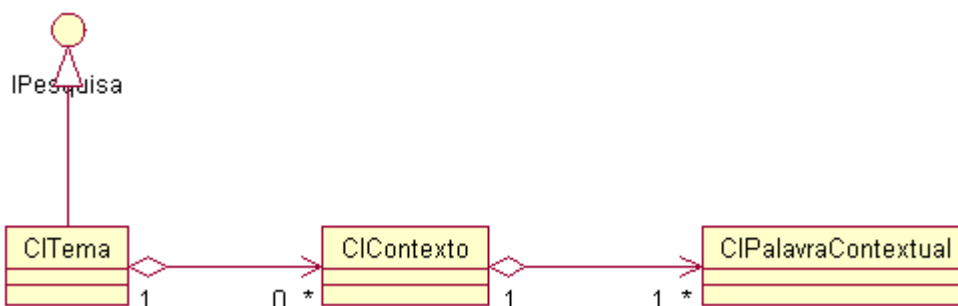 IPesquisa
ClTema
ClContexto
ClPalavraContextual
1
0..*
1
1..*